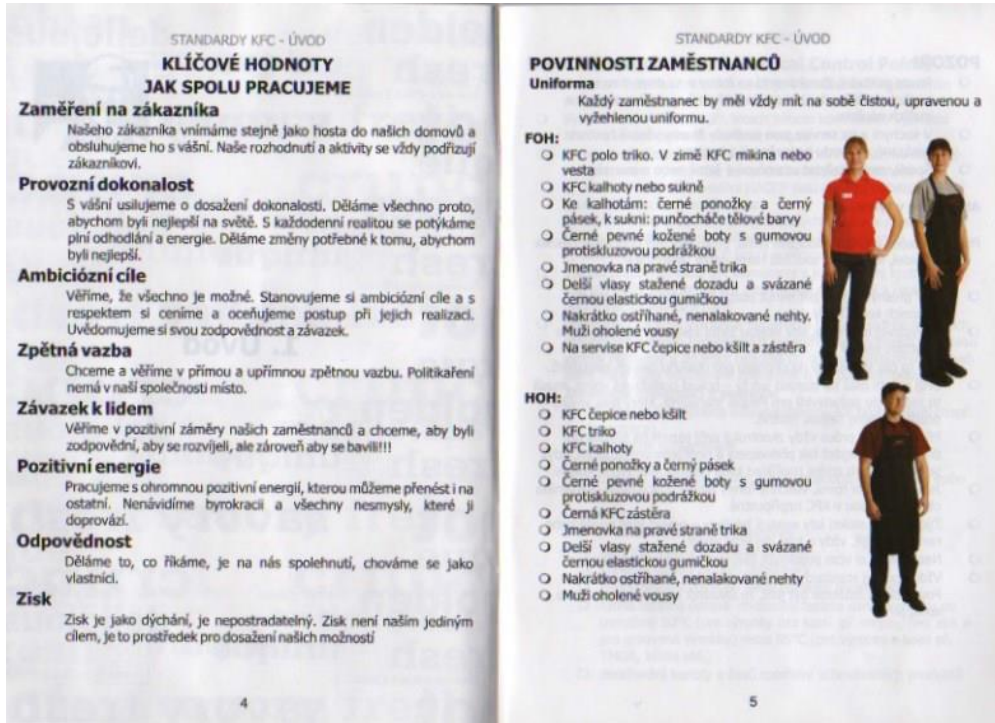 STANDARDY KFC - ÚVOD
KLÍČOVÉ HODNOTY
JAK SPOLU PRACUJEME
Zaměření na zákazníka
Našeho zákazníka vnímáme stejně jako hosta do našich domovů a
obsluhujeme ho s vášní. Naše rozhodnutí a aktivity se vždy podřizují
zákazníkovi.
Provozní dokonalost
S vášní usilujeme o dosažení dokonalosti. Děláme všechno proto,
abychom byli nejlepší na světě. S každodenní realitou se potýkáme
plní odhodlání a energie. Děláme změny potřebné k tomu, abychom
byli nejlepší.
Ambiciózní cíle
Věříme, že všechno je možné. Stanovujeme si ambiciózní cíle a s
respektem si ceníme a oceňujeme postup při jejich realizaci.
Uvědomujeme si svou zodpovědnost a závazek.
Zpětná vazba
Chceme a věříme v přímou a upřímnou zpětnou vazbu. Politikaření
nemá v naší společnosti místo.
Závazek k lidem
Věříme v pozitivní záměry našich zaměstnanců a chceme, aby byli
zodpovědní, aby se rozvíjeli, ale zároveň aby se bavili!!!
Pozitivní energie
Pracujeme s ohromnou pozitivní energií, kterou můžeme přenést i na
ostatní. Nenávidíme byrokracii a všechny nesmysly, které ji
doprovází.
Odpovědnost
Děláme to, co říkáme, je na nás spolehnutí, chováme se jako
vlastníci.
Zisk
Zisk je jako dýchání, je nepostradatelný. Zisk není naším jediným
cílem, je to prostředek pro dosažení našich možností
4
STANDARDY KFC - ÚVOD
POVINNOSTI ZAMĚSTNANCŮ
Uniforma
Každý zaměstnanec by měl vždy mít na sobě čistou, upravenou a
vyžehlenou uniformu.
FOH:
KFC polo triko. V zimě KFC mikina nebo
vesta
KFC kalhoty nebo sukně
Ke kalhotám: černé ponožky a černý
pásek, k sukni: punčocháče tělové barvy
Černé pevné kožené boty s gumovou
protiskluzovou podrážkou
Jmenovka na pravé straně trika
Delší vlasy stažené dozadu a svázané
černou elastickou gumičkou
Nakrátko ostříhané, nenalakované nehty.
Muži oholené vousy
Na servise KFC čepice nebo kšilt a zástěra
HOH:
KFC čepice nebo kšilt
KFC triko
KFC kalhoty
Černé ponožky a černý pásek
Černé pevné kožené boty s gumovou
protiskluzovou podrážkou
Černá KFC zástěra
Jmenovka na pravé straně trika
Delší vlasy stažené dozadu a svázané
černou elastickou gumičkou
Nakrátko ostříhané, nenalakované nehty
Muži oholené vousy
5